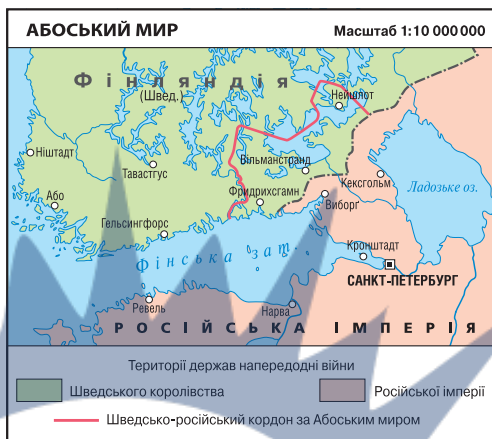 АБОСЬКИЙ МИР
Масштаб 1:10 000 000
Фінляндія
(Швед.)
Нейшлот
Ніштадт
Тавастгус
Вільманстранд
Або
Фридрихсгамн
Кексгольм
Ладозьке оз.
Виборг
Гельсингфорс
Кронштадт
Фінська зат.
САНКТ-ПЕТЕРБУРГ
Ревель
Нарва
РОСІЙСЬКА ІМПЕРІЯ
Території держав напередодні війни
Шведського королівства
Російської імперії
Шведсько-російський кордон за Абоським миром